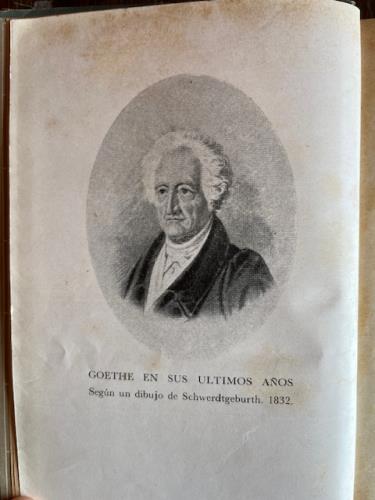 GOETHE EN SUS ULTIMOS AÑOS
Según un dibujo de Schwerdtgeburth. 1832.